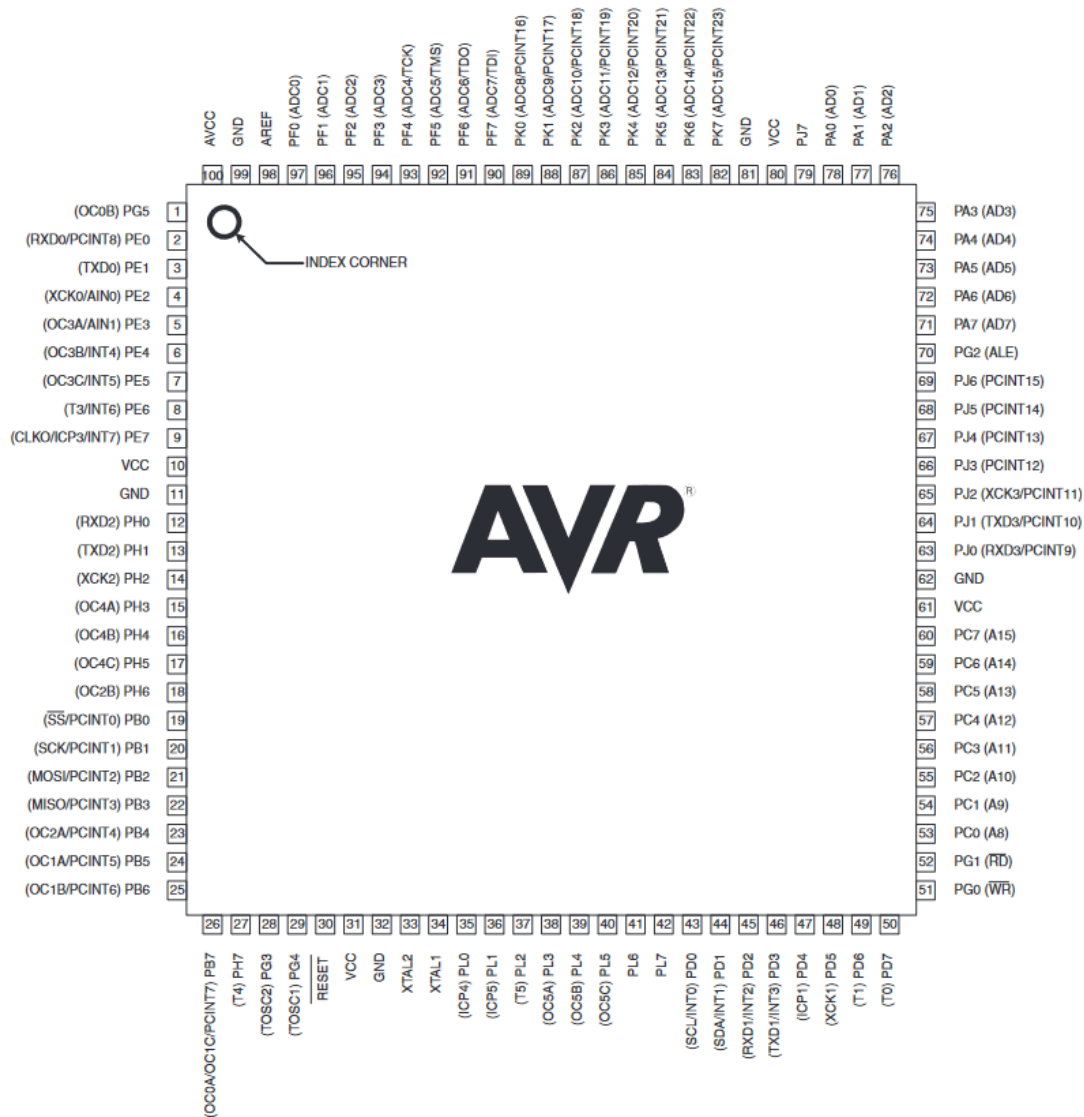 AVCC
GND
AREF
PF0 (ADC0)
PF1 (ADC1)
PF2 (ADC2)
PF3 (ADC3)
PF4 (ADC4/TCK)
PF5 (ADC5/TMS)
PF6 (ADC6/TDO)
PF7 (ADC7/TDI)
PK0 (ADC8/PCINT16)
PK1 (ADC9/PCINT17)
PK2 (ADC10/PCINT18)
PK3 (ADC11/PCINT19)
PK4 (ADC12/PCINT20)
PK5 (ADC13/PCINT21)
PK6 (ADC14/PCINT22)
PK7 (ADC15/PCINT23)
GND
VCC
PJ7
PA0 (AD0)
PA1 (AD1)
PA2 (AD2)
100 99 98 97 96 95 94 93 92 91 90 89 88 87 86 85 84 83 82 81 80 79 78 77 76
(OC0B) PG5 1
(RXD0/PCINT8) PE0 2
(TXD0) PE1 3
(XCK0/AIN0) PE2 4
(OC3A/AIN1) PE3 5
(OC3B/INT4) PE4 6
(OC3C/INT5) PE5 7
(T3/INT6) PE6 8
(CLKO/ICP3/INT7) PE7 9
VCC 10
GND 11
(RXD2) PH0 12
(TXD2) PH1 13
(XCK2) PH2 14
(OC4A) PH3 15
(OC4B) PH4 16
(OC4C) PH5 17
(OC2B) PH6 18
(SS/PCINT0) PB0 19
(SCK/PCINT1) PB1 20
(MOSI/PCINT2) PB2 21
(MISO/PCINT3) PB3 22
(OC2A/PCINT4) PB4 23
(OC1A/PCINT5) PB5 24
(OC1B/PCINT6) PB6 25
INDEX CORNER
AVR®
75 PA3 (AD3)
74 PA4 (AD4)
73 PA5 (AD5)
72 PA6 (AD6)
71 PA7 (AD7)
70 PG2 (ALE)
69 PJ6 (PCINT15)
68 PJ5 (PCINT14)
67 PJ4 (PCINT13)
66 PJ3 (PCINT12)
65 PJ2 (XCK3/PCINT11)
64 PJ1 (TXD3/PCINT10)
63 PJ0 (RXD3/PCINT9)
62 GND
61 VCC
60 PC7 (A15)
59 PC6 (A14)
58 PC5 (A13)
57 PC4 (A12)
56 PC3 (A11)
55 PC2 (A10)
54 PC1 (A9)
53 PC0 (A8)
52 PG1 (RD)
51 PG0 (WR)
26 27 28 29 30 31 32 33 34 35 36 37 38 39 40 41 42 43 44 45 46 47 48 49 50
(OC0A/OC1C/PCINT7) PB7
(T4) PH7
(TOSC2) PG3
(TOSC1) PG4
RESET
VCC
GND
XTAL2
XTAL1
(ICP4) PL0
(ICP5) PL1
(T5) PL2
(OC5A) PL3
(OC5B) PL4
(OC5C) PL5
PL6
PL7
(SCL/INT0) PD0
(SDA/INT1) PD1
(RXD1/INT2) PD2
(TXD1/INT3) PD3
(ICP1) PD4
(XCK1) PD5
(T1) PD6
(T0) PD7